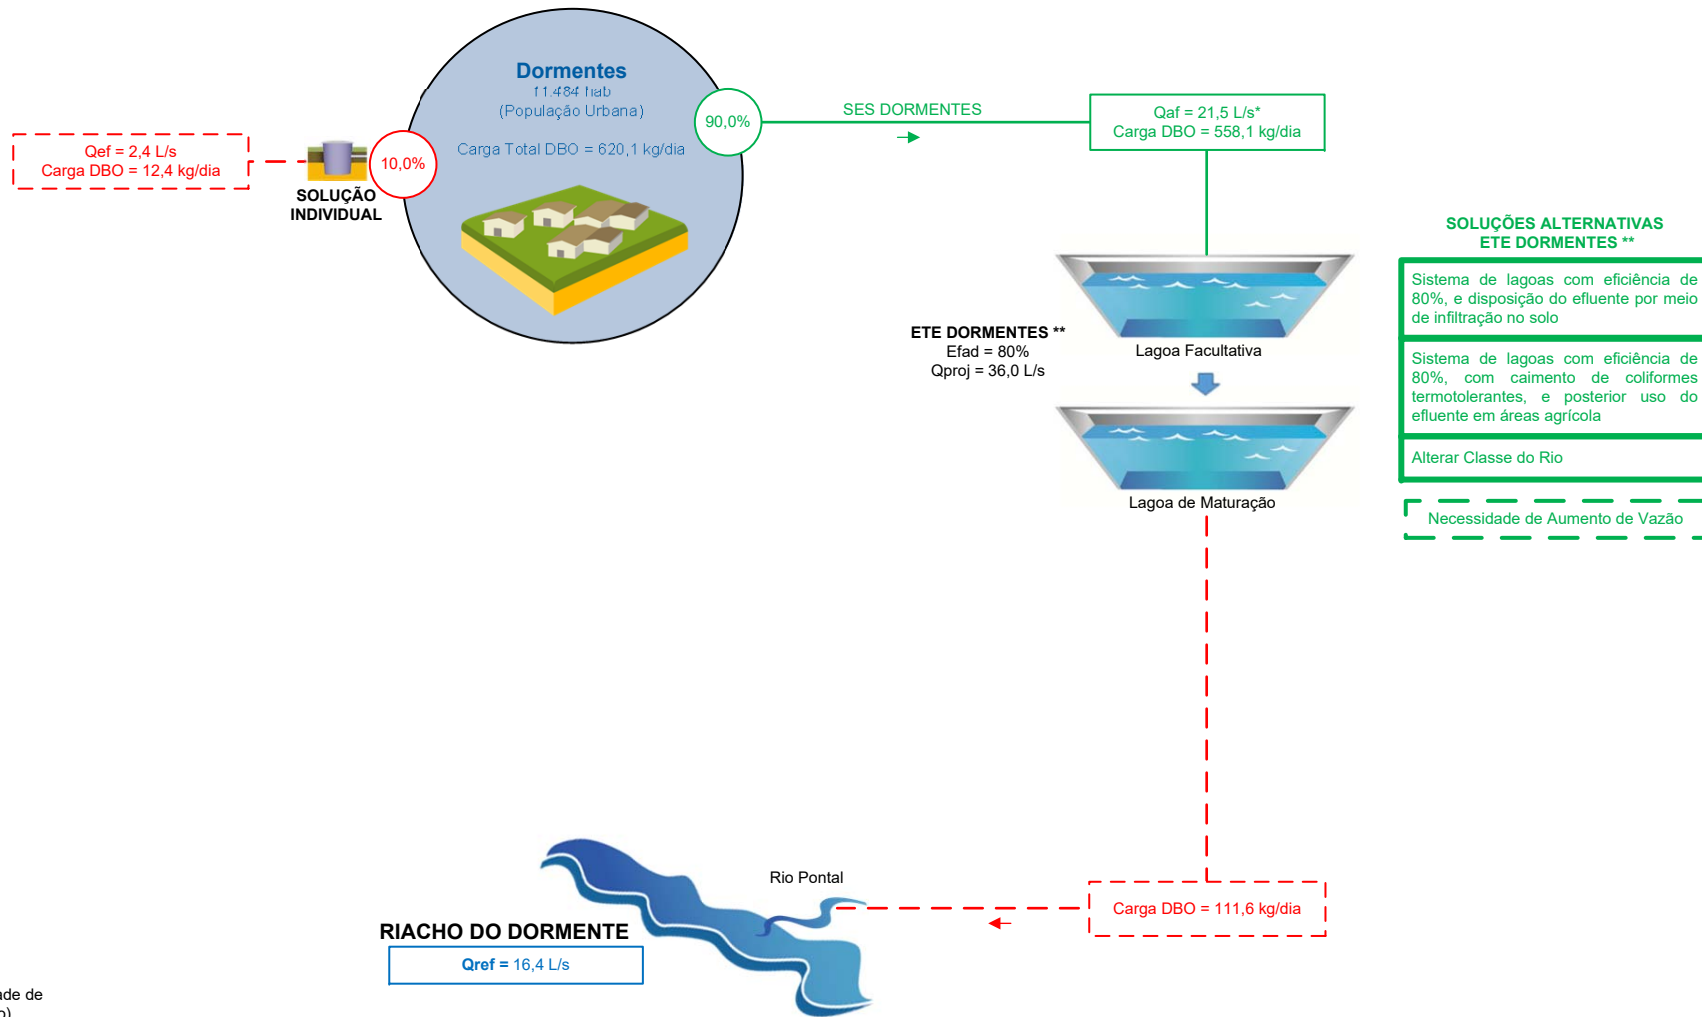 Dormentes
11.484 hab
(População Urbana)
Carga Total DBO = 620,1 kg/dia
90,0%
10,0%
SES DORMENTES
Qaf = 21,5 L/s*
Carga DBO = 558,1 kg/dia
Qef = 2,4 L/s
Carga DBO = 12,4 kg/dia
SOLUÇÃO
INDIVIDUAL
ETE DORMENTES **
Efad = 80%
Qproj = 36,0 L/s
Lagoa Facultativa
Lagoa de Maturação
SOLUÇÕES ALTERNATIVAS
ETE DORMENTES **
Sistema de lagoas com eficiência de
80%, e disposição do efluente por meio
de infiltração no solo
Sistema de lagoas com eficiência de
80%, com caimento de coliformes
termotolerantes, e posterior uso do
efluente em áreas agrícola
Alterar Classe do Rio
Necessidade de Aumento de Vazão
Rio Pontal
Carga DBO = 111,6 kg/dia
RIACHO DO DORMENTE
Qref = 16,4 L/s
de